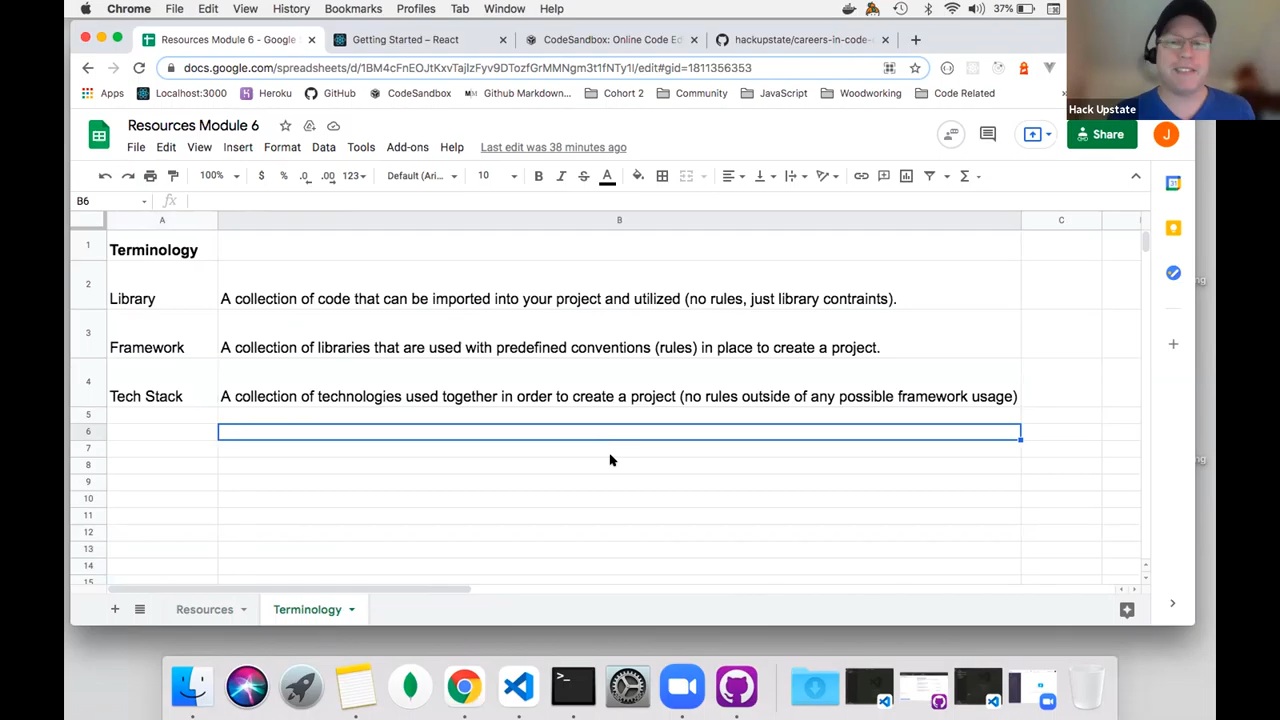 Chrome File Edit View History Bookmarks Profiles Tab Window Help 37%
Resources Module 6 - Google Getting Started – React CodeSandbox: Online Code Ed hackupstate/careers-in-code-
docs.google.com/spreadsheets/d/1BM4cFnEOJtKxvTajlzFyv9DTozfGrMMNgm3t1fNTy1I/edit#gid=1811356353
Apps Localhost:3000 Heroku GitHub CodeSandbox Github Markdown... Cohort 2 Community JavaScript Woodworking Code Related
Hack Upstate
Resources Module 6
Share J
File Edit View Insert Format Data Tools Add-ons Help Last edit was 38 minutes ago
100% $ % .0 .00 123 Default (Ari... 10 B I S A
B6 fx
A B C
1 Terminology
2 Library A collection of code that can be imported into your project and utilized (no rules, just library contraints).
3 Framework A collection of libraries that are used with predefined conventions (rules) in place to create a project.
4 Tech Stack A collection of technologies used together in order to create a project (no rules outside of any possible framework usage)
5
6
7
8
9
10
11
12
13
14
15
Resources Terminology